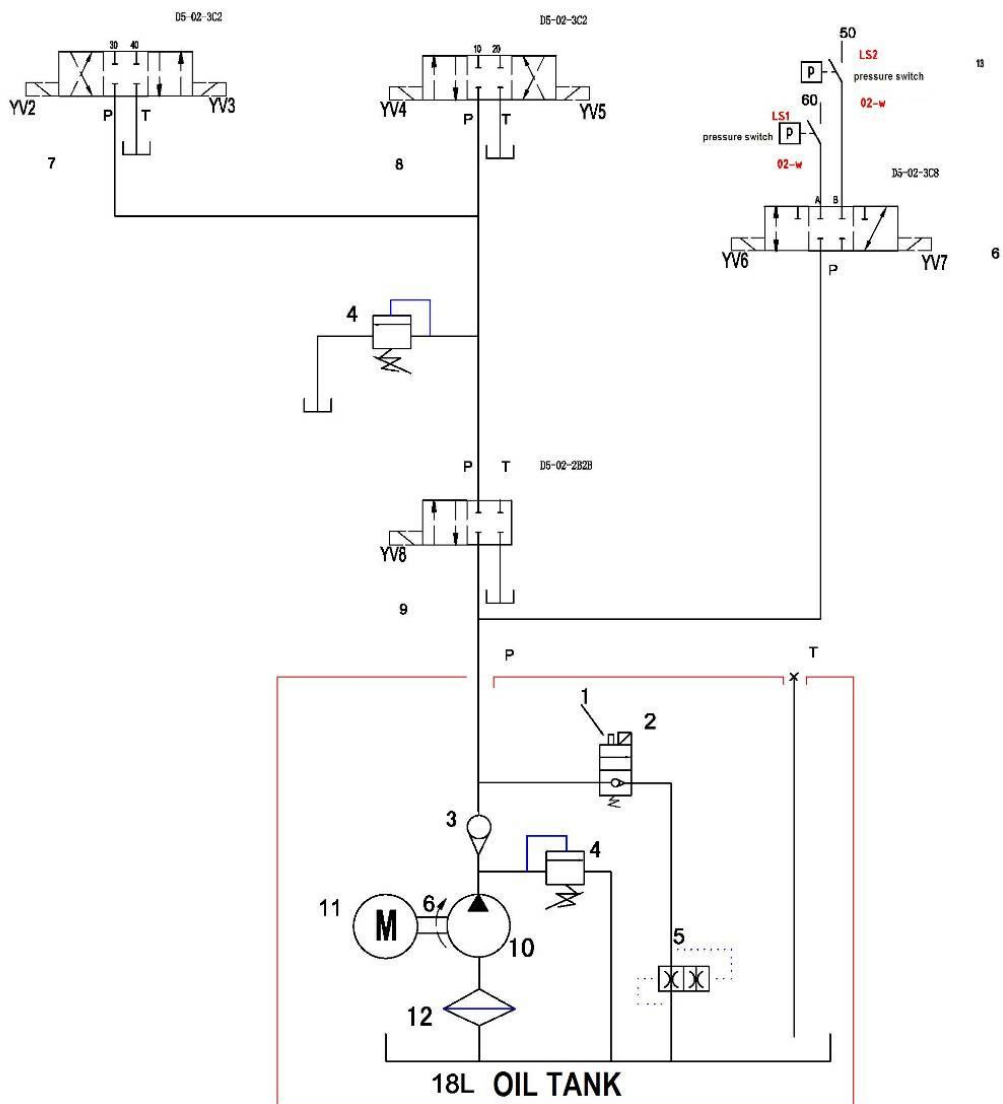 D5-02-3C2
D5-02-3C2
30 40
10 20
50
LS2
P
pressure switch
13
YV2
YV3
YV4
YV5
60
02-w
P T
P T
LS1
pressure switch
P
7
8
02-w
D5-02-3C8
A B
YV6
YV7
6
P
4
P T
D5-02-2B2B
YV8
9
P
T
1
2
3
4
11
M
6
10
5
12
18L OIL TANK